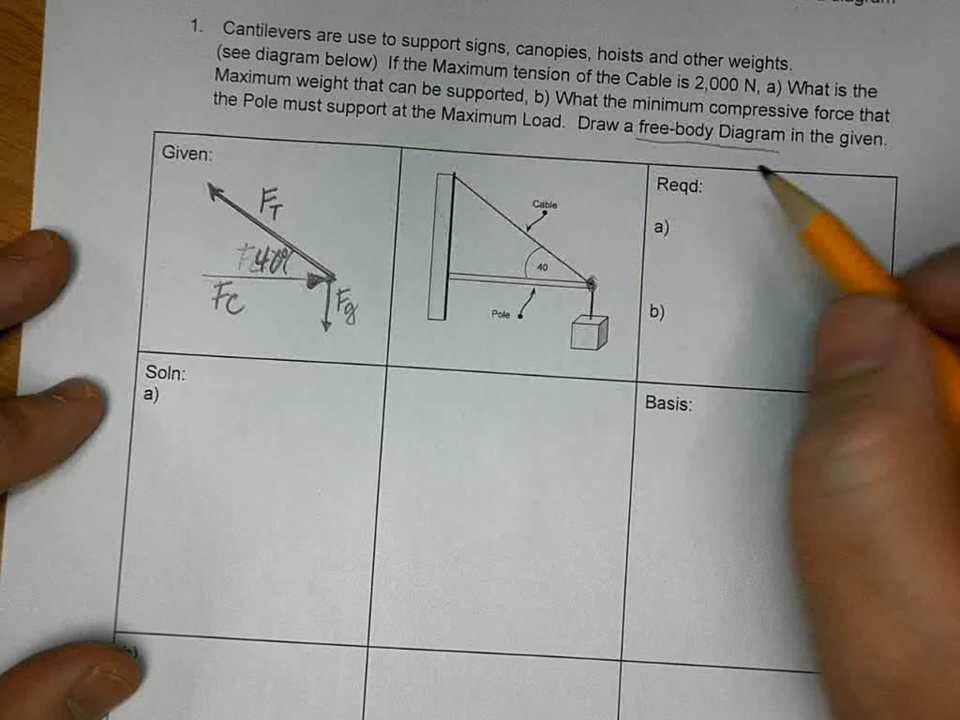 1. Cantilevers are use to support signs, canopies, hoists and other weights.
(see diagram below) If the Maximum tension of the Cable is 2,000 N, a) What is the
Maximum weight that can be supported, b) What the minimum compressive force that
the Pole must support at the Maximum Load. Draw a free-body Diagram in the given.
Given:
FT
40°
FC
Fg
Cable
40
Pole
Reqd:
a)
b)
Soln:
a)
Basis: